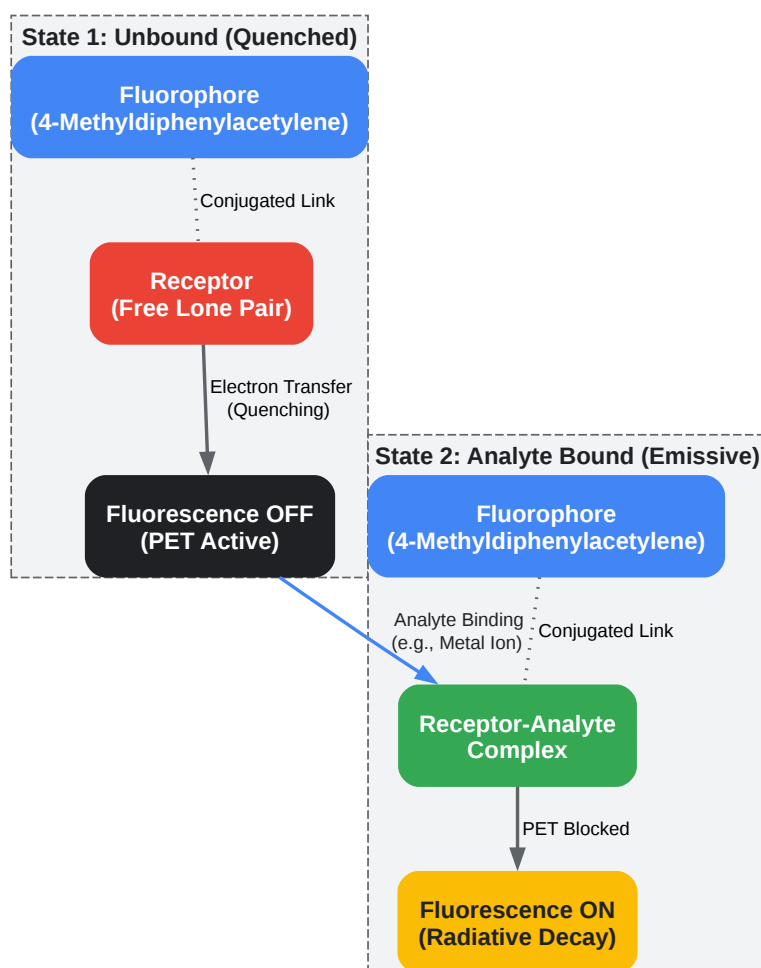 State 1: Unbound (Quenched)
Fluorophore
(4-Methyldiphenylacetylene)
Conjugated Link
Receptor
(Free Lone Pair)
Electron Transfer
(Quenching)
Fluorescence OFF
(PET Active)
State 2: Analyte Bound (Emissive)
Fluorophore
(4-Methyldiphenylacetylene)
Analyte Binding
(e.g., Metal Ion)
Conjugated Link
Receptor-Analyte
Complex
PET Blocked
Fluorescence ON
(Radiative Decay)